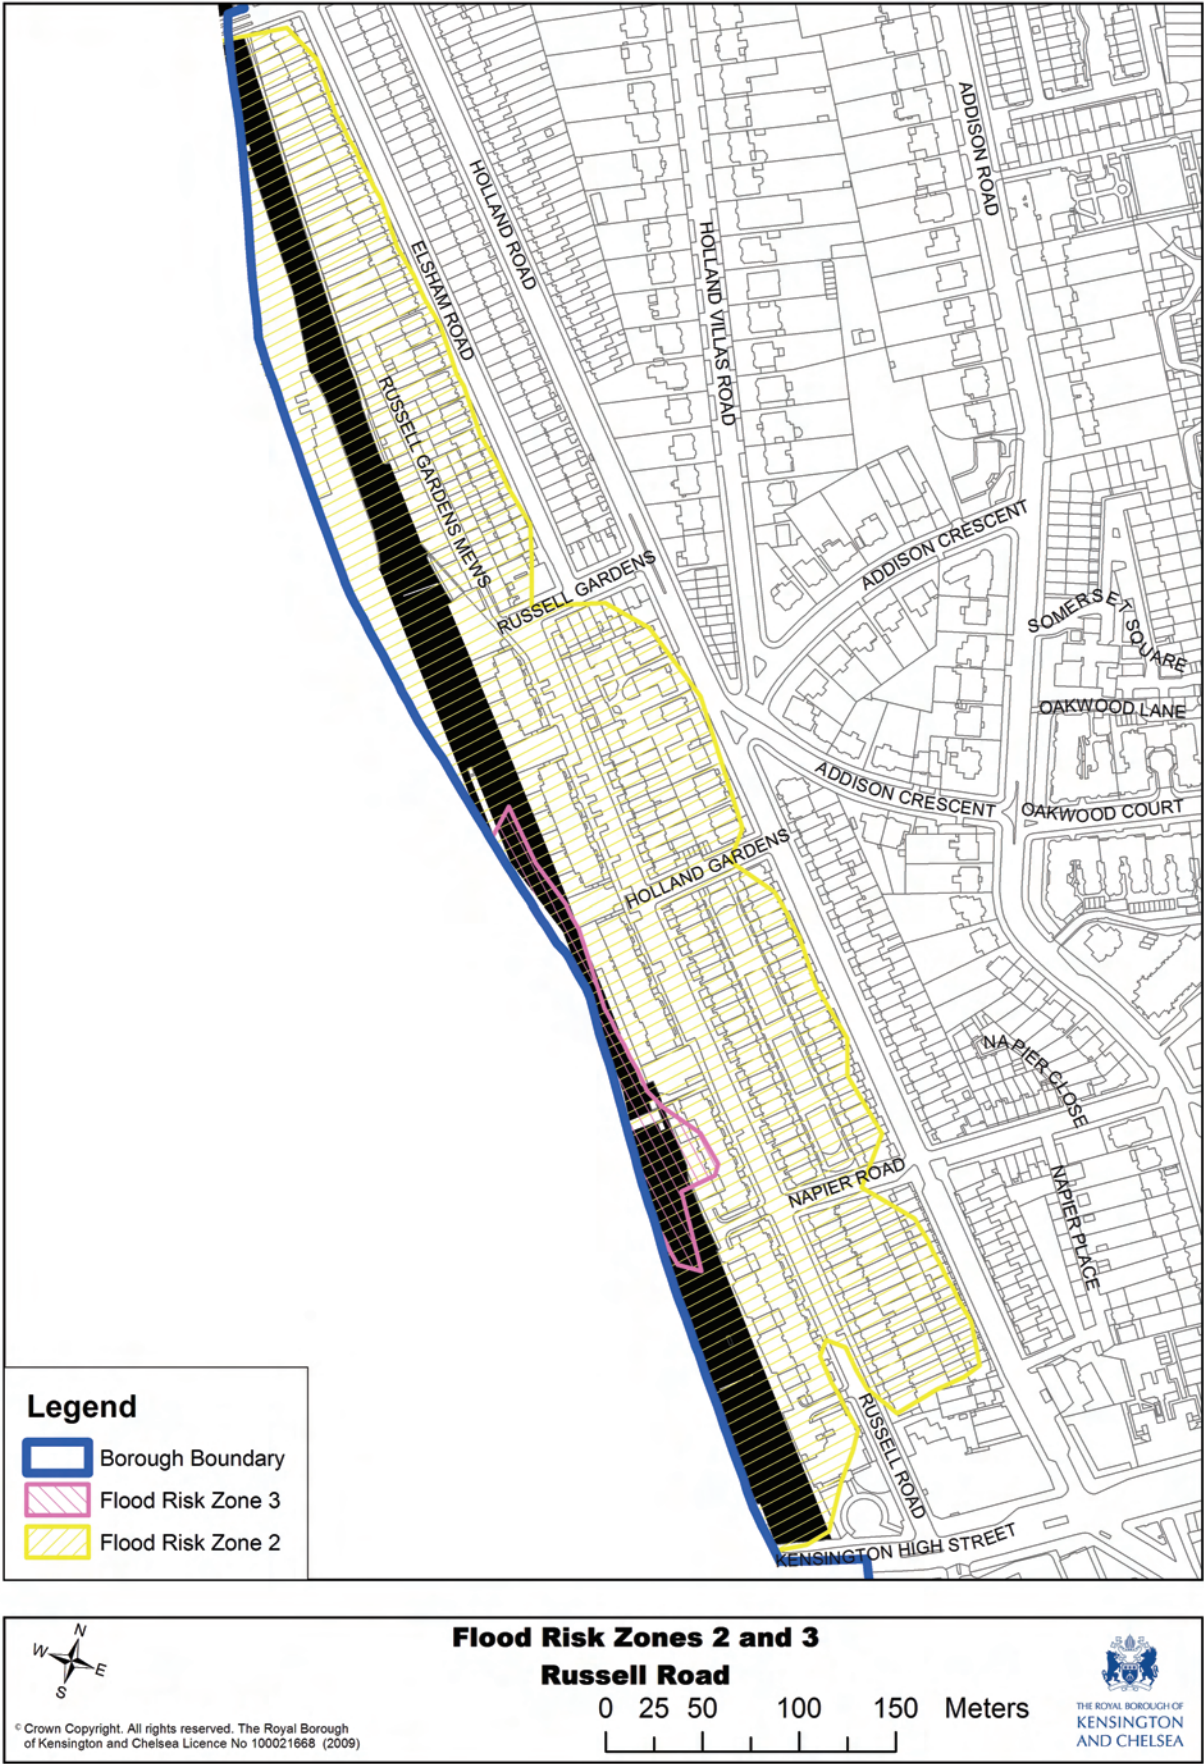 ADDISON ROAD
HOLLAND ROAD
HOLLAND VILLAS ROAD
ELSHAM ROAD
RUSSELL GARDENS MEWS
ADDISON CRESCENT
RUSSELL GARDENS
SOMERSET SQUARE
OAKWOOD LANE
ADDISON CRESCENT
OAKWOOD COURT
HOLLAND GARDENS
NAPIER CLOSE
NAPIER ROAD
NAPIER PLACE
RUSSELL ROAD
KENSINGTON HIGH STREET
Legend
Borough Boundary
Flood Risk Zone 3
Flood Risk Zone 2
N
W
E
S
Flood Risk Zones 2 and 3
Russell Road
0 25 50 100 150 Meters
© Crown Copyright. All rights reserved. The Royal Borough
of Kensington and Chelsea Licence No 100021668 (2009)
THE ROYAL BOROUGH OF
KENSINGTON
AND CHELSEA